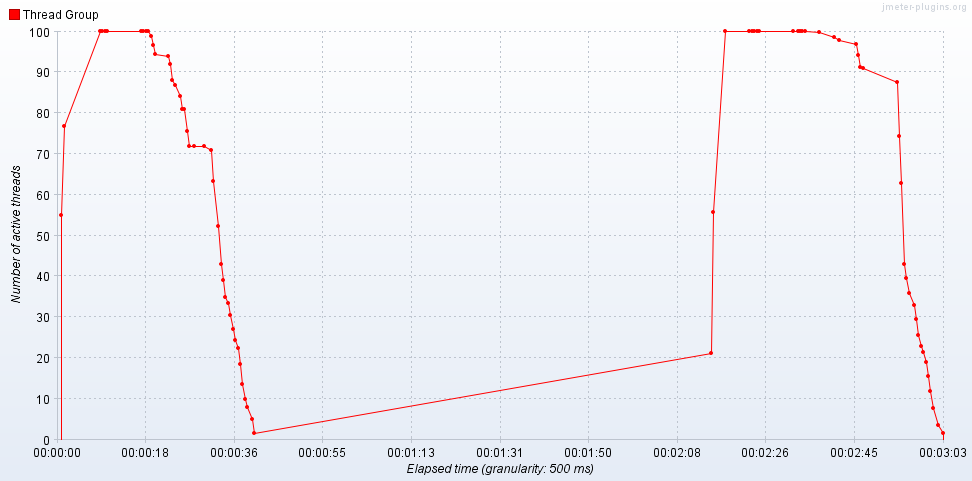 jmeter-plugins.org
Thread Group
100
90
80
70
60
50
40
30
20
10
0
Number of active threads
00:00:00 00:00:18 00:00:36 00:00:55 00:01:13 00:01:31 00:01:50 00:02:08 00:02:26 00:02:45 00:03:03
Elapsed time (granularity: 500 ms)